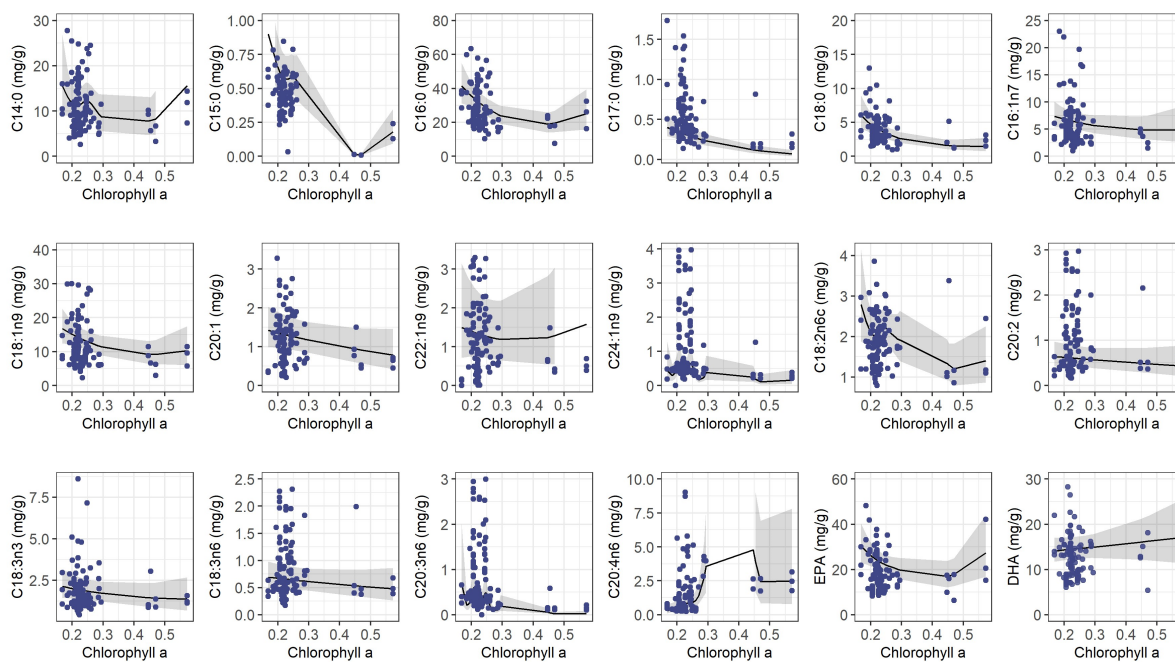 C14:0 (mg/g)
30
20
10
0
0.2 0.3 0.4 0.5
Chlorophyll a
C15:0 (mg/g)
1.00
0.75
0.50
0.25
0.00
0.2 0.3 0.4 0.5
Chlorophyll a
C16:0 (mg/g)
80
60
40
20
0
0.2 0.3 0.4 0.5
Chlorophyll a
C17:0 (mg/g)
1.5
1.0
0.5
0.0
0.2 0.3 0.4 0.5
Chlorophyll a
C18:0 (mg/g)
20
15
10
5
0
0.2 0.3 0.4 0.5
Chlorophyll a
C16:1n7 (mg/g)
25
20
15
10
5
0
0.2 0.3 0.4 0.5
Chlorophyll a
C18:1n9 (mg/g)
40
30
20
10
0
0.2 0.3 0.4 0.5
Chlorophyll a
C20:1 (mg/g)
3
2
1
0
0.2 0.3 0.4 0.5
Chlorophyll a
C22:1n9 (mg/g)
3
2
1
0
0.2 0.3 0.4 0.5
Chlorophyll a
C24:1n9 (mg/g)
4
3
2
1
0
0.2 0.3 0.4 0.5
Chlorophyll a
C18:2n6c (mg/g)
4
3
2
1
0.2 0.3 0.4 0.5
Chlorophyll a
C20:2 (mg/g)
3
2
1
0
0.2 0.3 0.4 0.5
Chlorophyll a
C18:3n3 (mg/g)
7.5
5.0
2.5
0.2 0.3 0.4 0.5
Chlorophyll a
C18:3n6 (mg/g)
2.5
2.0
1.5
1.0
0.5
0.0
0.2 0.3 0.4 0.5
Chlorophyll a
C20:3n6 (mg/g)
3
2
1
0
0.2 0.3 0.4 0.5
Chlorophyll a
C20:4n6 (mg/g)
10.0
7.5
5.0
2.5
0.0
0.2 0.3 0.4 0.5
Chlorophyll a
EPA (mg/g)
60
40
20
0
0.2 0.3 0.4 0.5
Chlorophyll a
DHA (mg/g)
30
20
10
0
0.2 0.3 0.4 0.5
Chlorophyll a